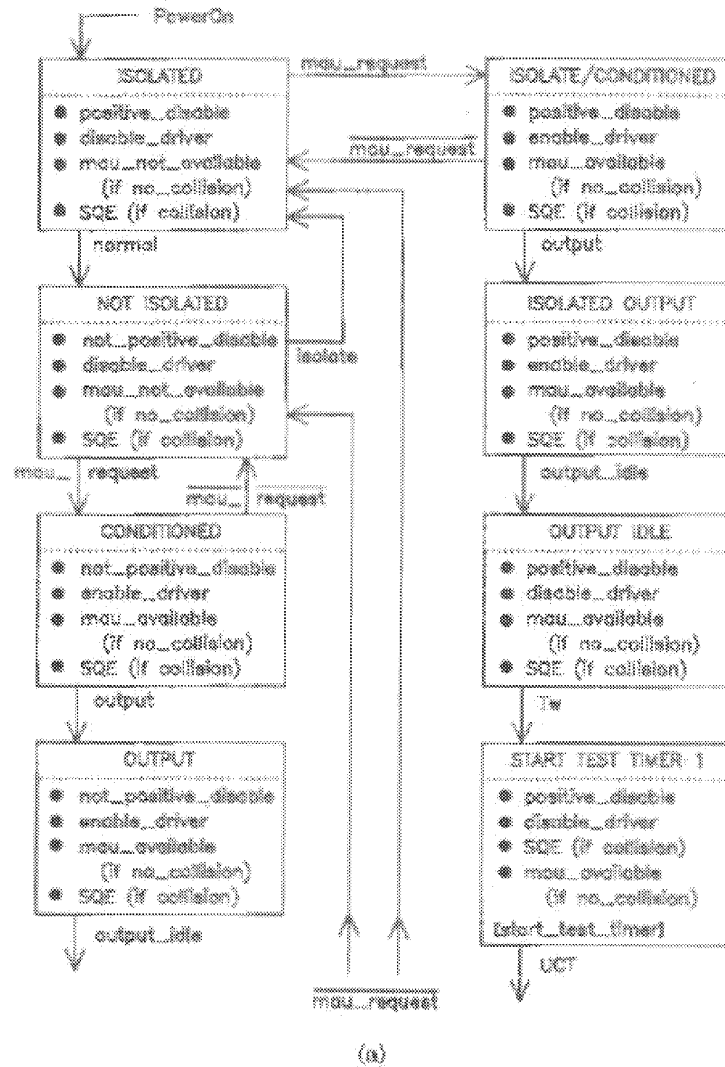 PowerOn
ISOLATED
● positive_disable
● disable_driver
● mau_not_available
(if no_collision)
● SQE (if collision)
mau_request
mau_request
ISOLATE/CONDITIONED
● positive_disable
● enable_driver
● mau_available
(if no_collision)
● SQE (if collision)
normal
output
NOT ISOLATED
● not_positive_disable
● disable_driver
● mau_not_available
(if no_collision)
● SQE (if collision)
isolate
ISOLATED OUTPUT
● positive_disable
● enable_driver
● mau_available
(if no_collision)
● SQE (if collision)
mau_ request
mau_ request
output_idle
CONDITIONED
● not_positive_disable
● enable_driver
● mau_available
(if no_collision)
● SQE (if collision)
OUTPUT IDLE
● positive_disable
● disable_driver
● mau_available
(if no_collision)
● SQE (if collision)
output
Tw
OUTPUT
● not_positive_disable
● enable_driver
● mau_available
(if no_collision)
● SQE (if collision)
START TEST TIMER 1
● positive_disable
● disable_driver
● SQE (if collision)
● mau_available
(if no_collision)
[start_test_timer]
output_idle
UCT
mau_request
(a)